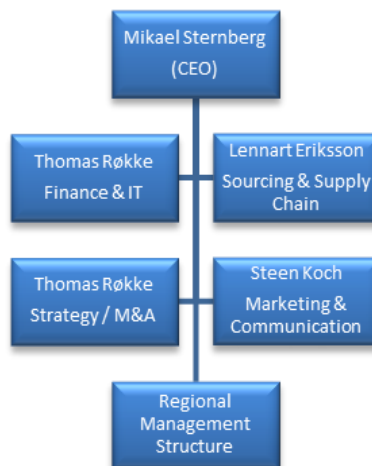 Mikael Sternberg
(CEO)
Thomas Røkke
Finance & IT
Lennart Eriksson
Sourcing & Supply
Chain
Thomas Røkke
Strategy / M&A
Steen Koch
Marketing &
Communication
Regional
Management
Structure